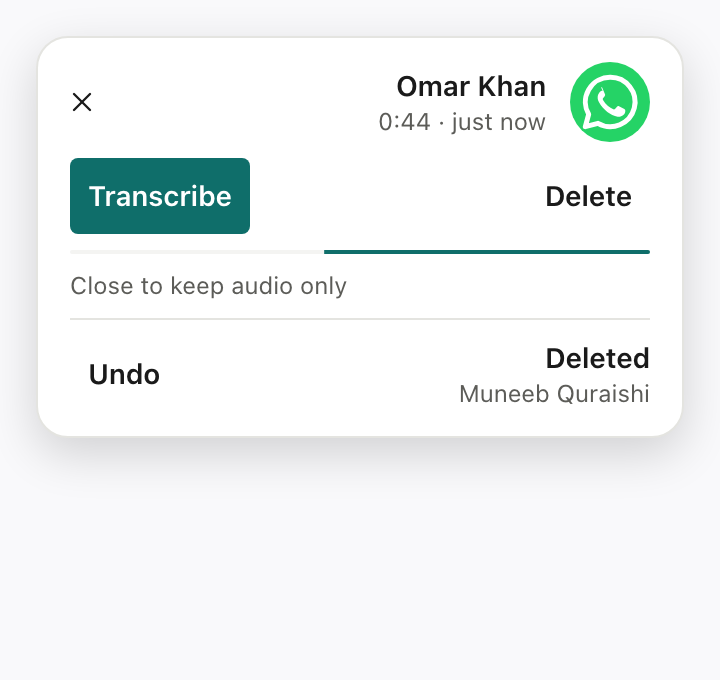 Omar Khan
0:44 · just now
Transcribe
Delete
Close to keep audio only
Undo
Deleted
Muneeb Quraishi